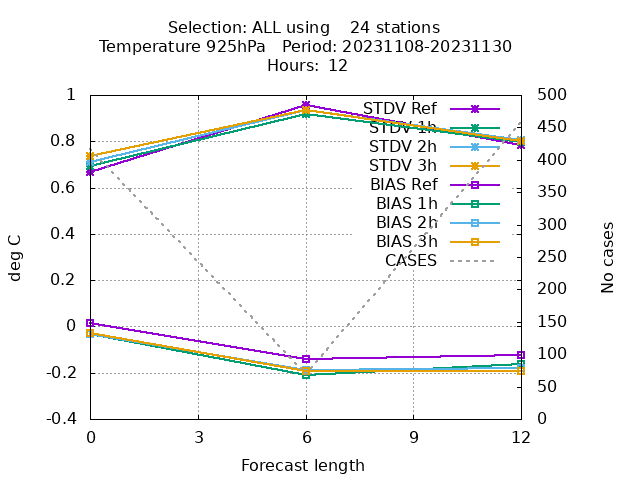 Selection: ALL using    24 stations
Temperature 925hPa   Period: 20231108-20231130
Hours:  12
1
0.8
0.6
0.4
0.2
0
-0.2
-0.4
deg C
STDV Ref
STDV 1h
STDV 2h
STDV 3h
BIAS Ref
BIAS 1h
BIAS 2h
BIAS 3h
CASES
500
450
400
350
300
250
200
150
100
50
0
No cases
0 3 6 9 12
Forecast length